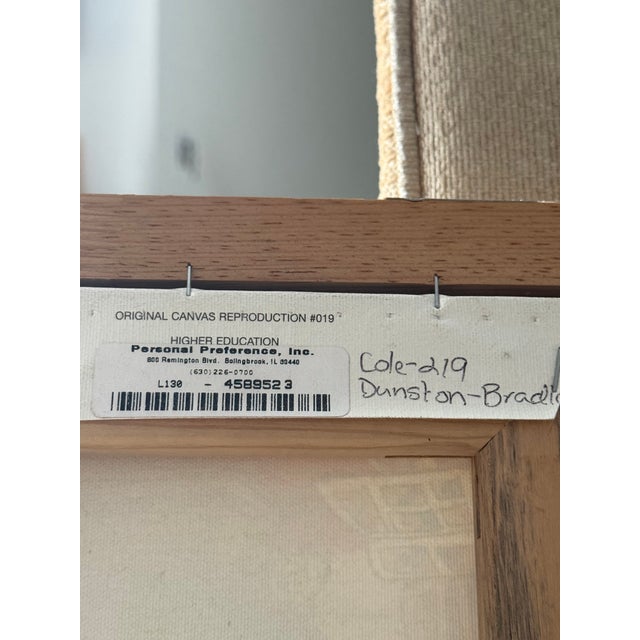 ORIGINAL CANVAS REPRODUCTION #019
HIGHER EDUCATION
Personal Preference, Inc.
800 Remington Blvd. Bolingbrook, IL 60440
(630)226-0700
L130 - 4589523
Cole-219
Dunston-Bradl